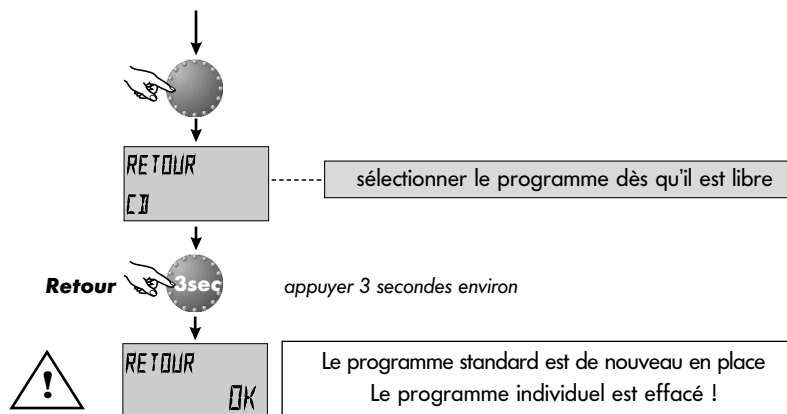 RETOUR
CD
sélectionner le programme dès qu'il est libre
Retour
3sec
appuyer 3 secondes environ
!
RETOUR
OK
Le programme standard est de nouveau en place
Le programme individuel est effacé !